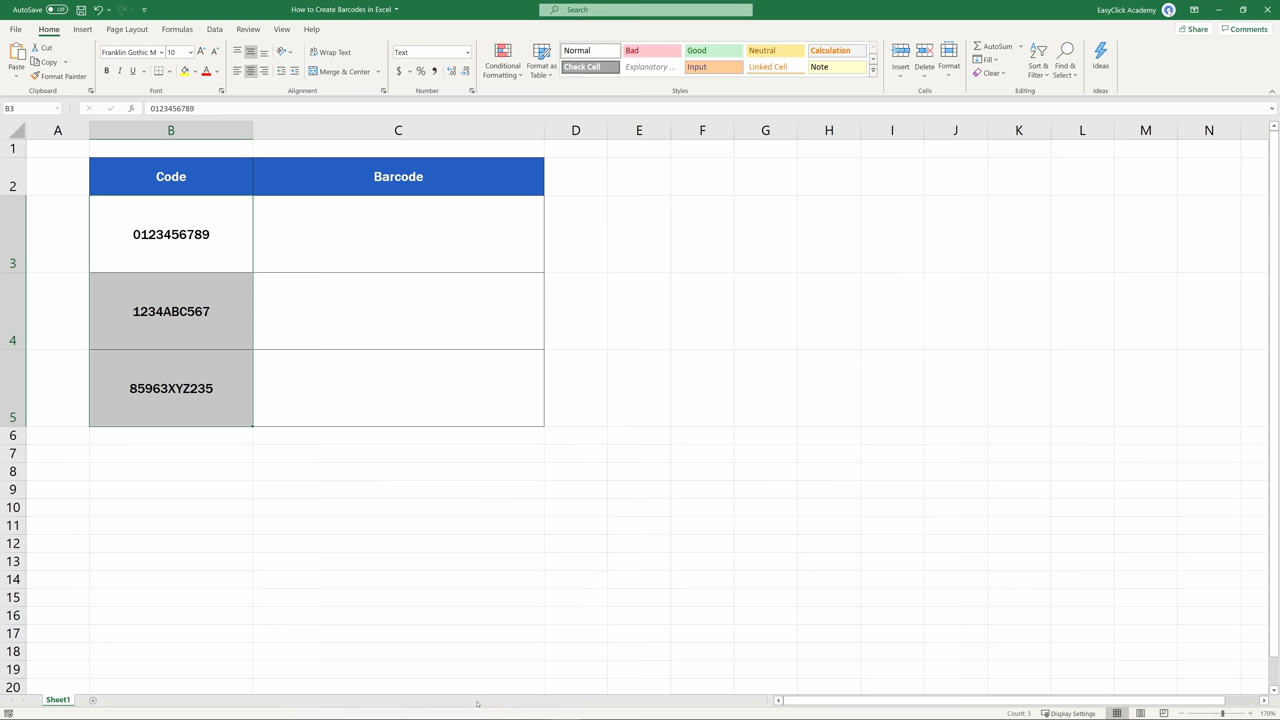 AutoSave Off
How to Create Barcodes in Excel
Search
EasyClick Academy
File Home Insert Page Layout Formulas Data Review View Help
Share Comments
Paste
Cut
Copy
Format Painter
Clipboard
Franklin Gothic M 10
B I U
Font
Wrap Text
Merge & Center
Alignment
Text
Number
Conditional Formatting
Format as Table
Normal Bad Good Neutral Calculation
Check Cell Explanatory ... Input Linked Cell Note
Styles
Insert Delete Format
Cells
AutoSum
Fill
Clear
Sort & Filter
Find & Select
Editing
Ideas
Ideas
B3 fx 0123456789
A B C D E F G H I J K L M N
1
2 Code Barcode
3 0123456789
4 1234ABC567
5 85963XYZ235
6
7
8
9
10
11
12
13
14
15
16
17
18
19
20
Sheet1
Count: 3 Display Settings 170%